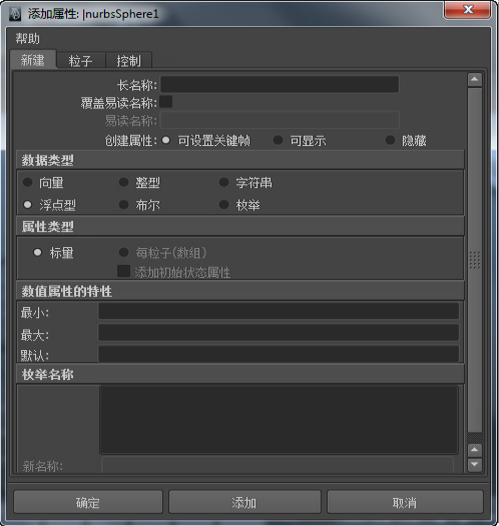 添加属性: |nurbsSphere1
帮助
新建 粒子 控制
长名称:
覆盖易读名称:
易读名称:
创建属性: 可设置关键帧 可显示 隐藏
数据类型
向量 整型 字符串
浮点型 布尔 枚举
属性类型
标量 每粒子(数组)
添加初始状态属性
数值属性的特性
最小:
最大:
默认:
枚举名称
新名称:
确定 添加 取消